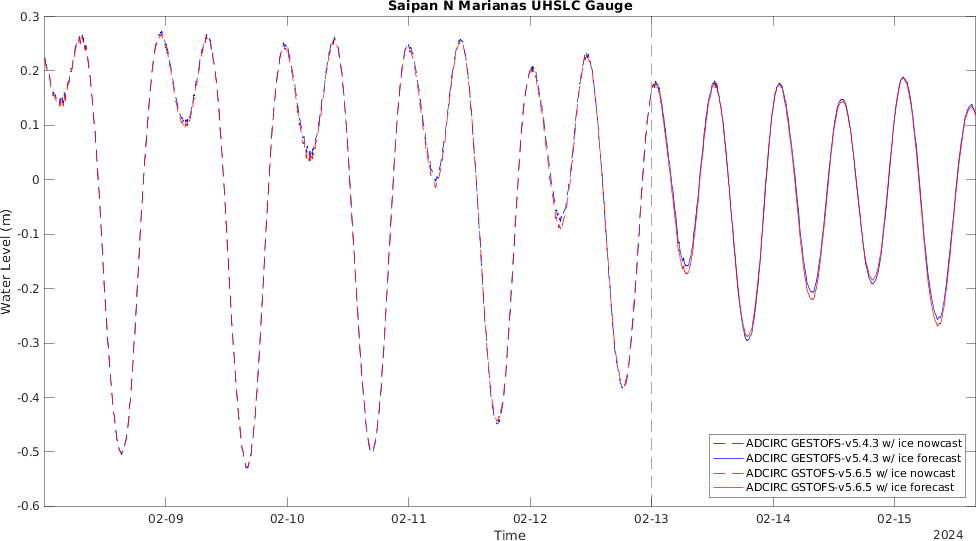 Saipan N Marianas UHSLC Gauge
0.3
0.2
0.1
0
-0.1
-0.2
-0.3
-0.4
-0.5
-0.6
Water Level (m)
ADCIRC GESTOFS-v5.4.3 w/ ice nowcast
ADCIRC GESTOFS-v5.4.3 w/ ice forecast
ADCIRC GSTOFS-v5.6.5 w/ ice nowcast
ADCIRC GSTOFS-v5.6.5 w/ ice forecast
02-09 02-10 02-11 02-12 02-13 02-14 02-15
Time
2024